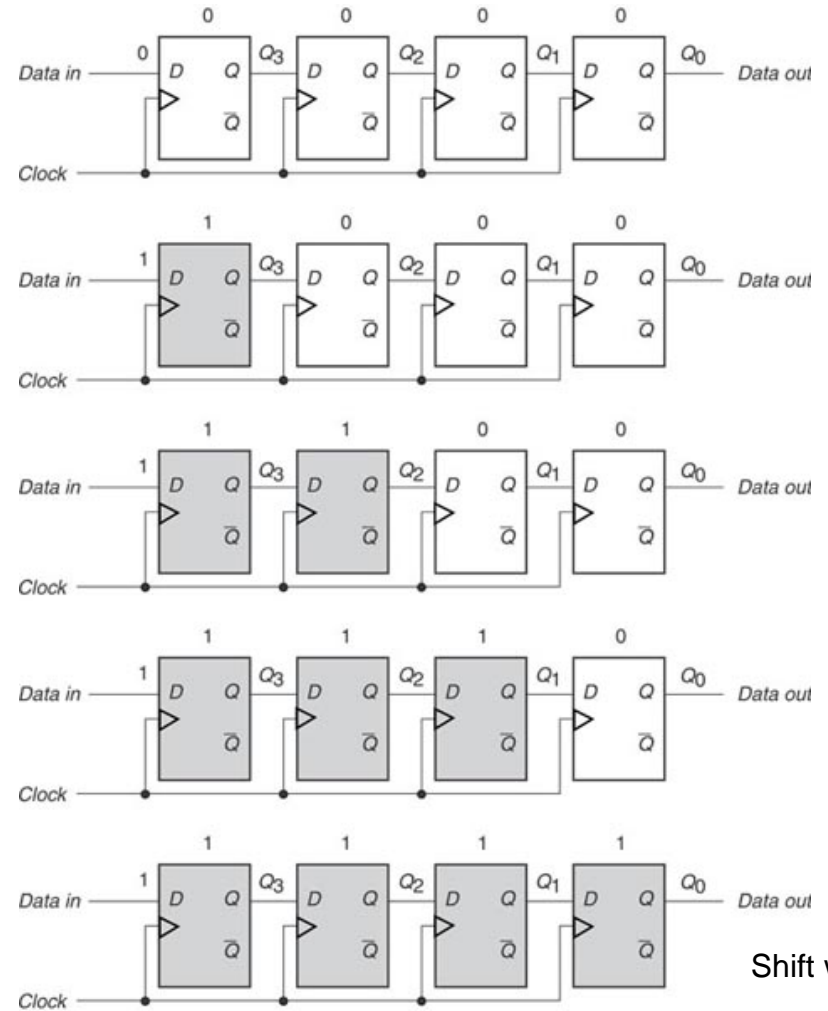 0 0 0 0
0 Q3 Q2 Q1 Q0
Data in D Q D Q D Q D Q Data out
Q̅ Q̅ Q̅ Q̅
Clock
1 0 0 0
1 Q3 Q2 Q1 Q0
Data in D Q D Q D Q D Q Data out
Q̅ Q̅ Q̅ Q̅
Clock
1 1 0 0
1 Q3 Q2 Q1 Q0
Data in D Q D Q D Q D Q Data out
Q̅ Q̅ Q̅ Q̅
Clock
1 1 1 0
1 Q3 Q2 Q1 Q0
Data in D Q D Q D Q D Q Data out
Q̅ Q̅ Q̅ Q̅
Clock
1 1 1 1
1 Q3 Q2 Q1 Q0
Data in D Q D Q D Q D Q Data out
Q̅ Q̅ Q̅ Q̅
Shift
Clock